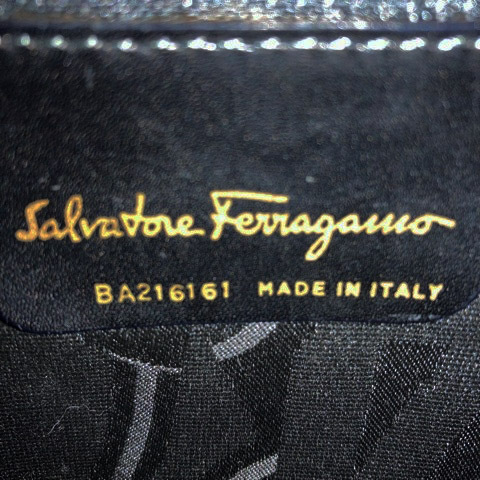 Salvatore Ferragamo
BA216161 MADE IN ITALY